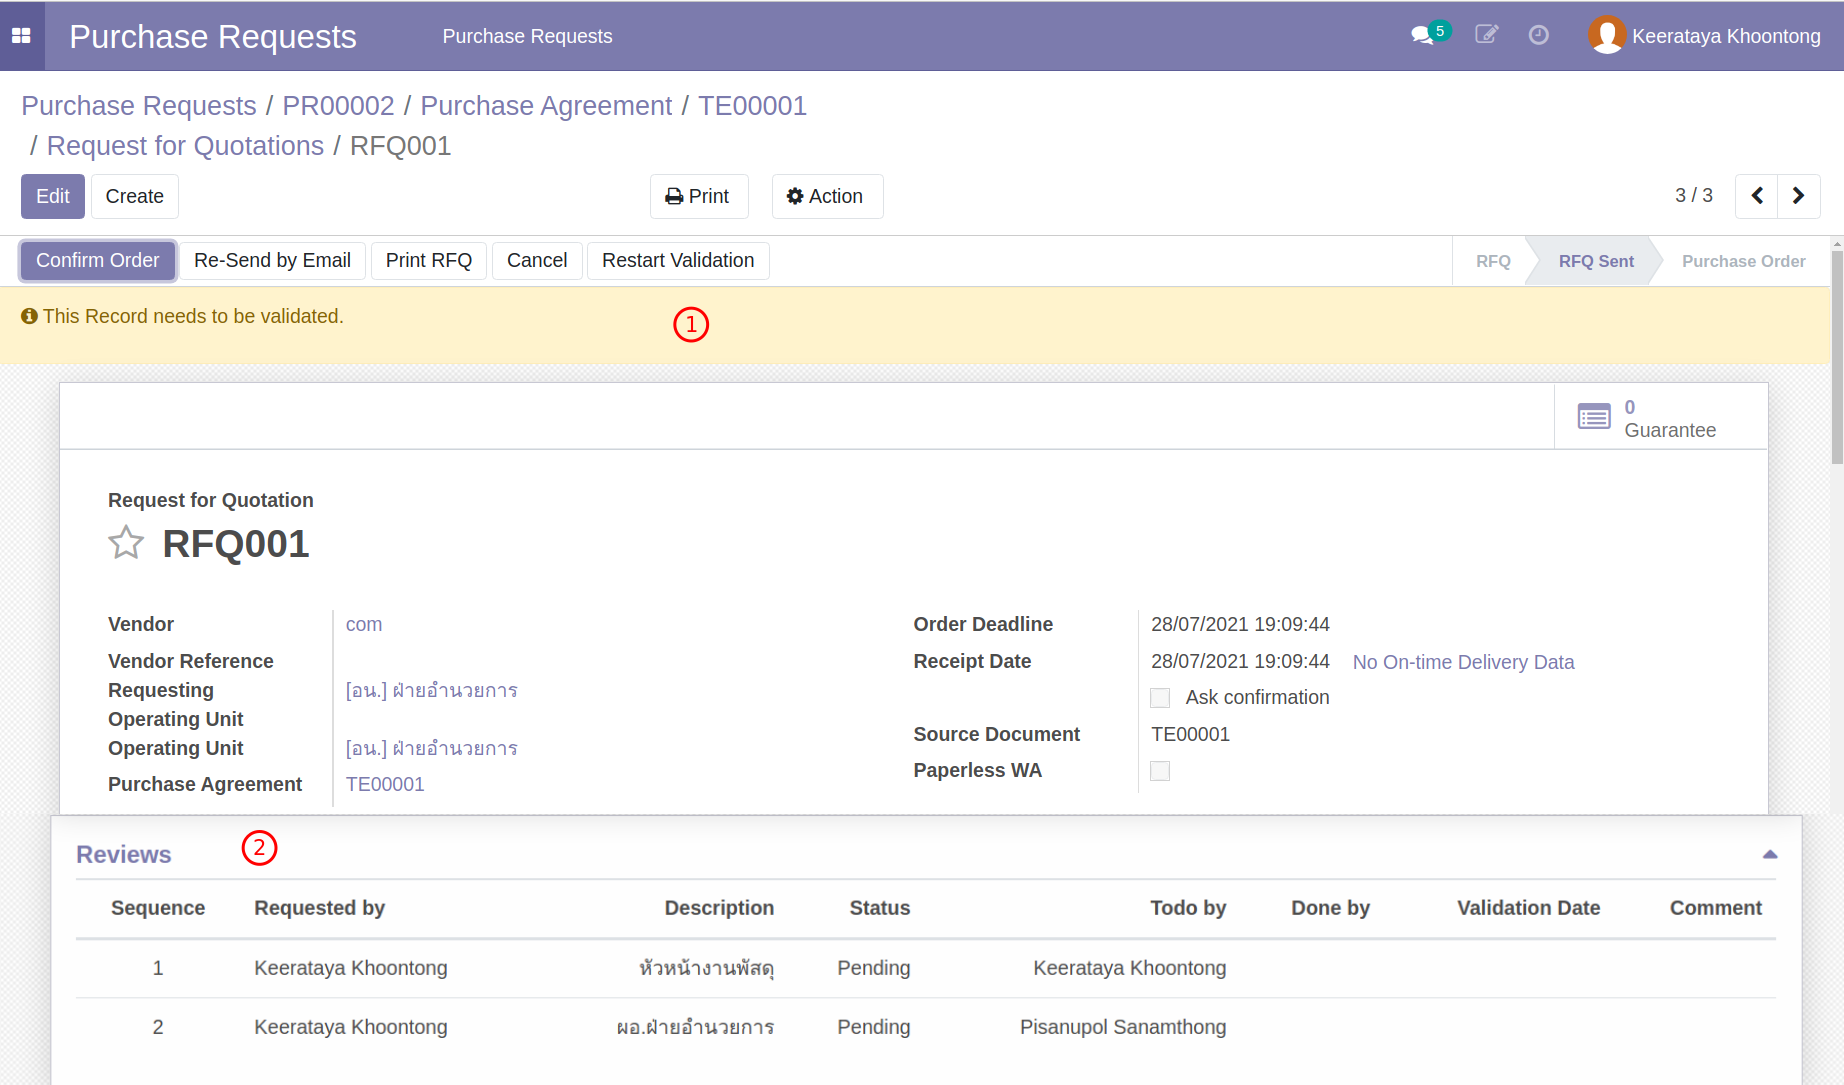 Purchase Requests
Purchase Requests
5
Keerataya Khoontong
Purchase Requests / PR00002 / Purchase Agreement / TE00001
/ Request for Quotations / RFQ001
Edit
Create
Print
Action
3 / 3
Confirm Order
Re-Send by Email
Print RFQ
Cancel
Restart Validation
RFQ
RFQ Sent
Purchase Order
This Record needs to be validated.
1
0
Guarantee
Request for Quotation
RFQ001
Vendor
com
Vendor Reference
Requesting
Operating Unit
[อน.] ฝ่ายอำนวยการ
Operating Unit
[อน.] ฝ่ายอำนวยการ
Purchase Agreement
TE00001
Order Deadline
28/07/2021 19:09:44
Receipt Date
28/07/2021 19:09:44
No On-time Delivery Data
Ask confirmation
Source Document
TE00001
Paperless WA
Reviews
2
Sequence Requested by Description Status Todo by Done by Validation Date Comment
1 Keerataya Khoontong หัวหน้างานพัสดุ Pending Keerataya Khoontong
2 Keerataya Khoontong ผอ.ฝ่ายอำนวยการ Pending Pisanupol Sanamthong